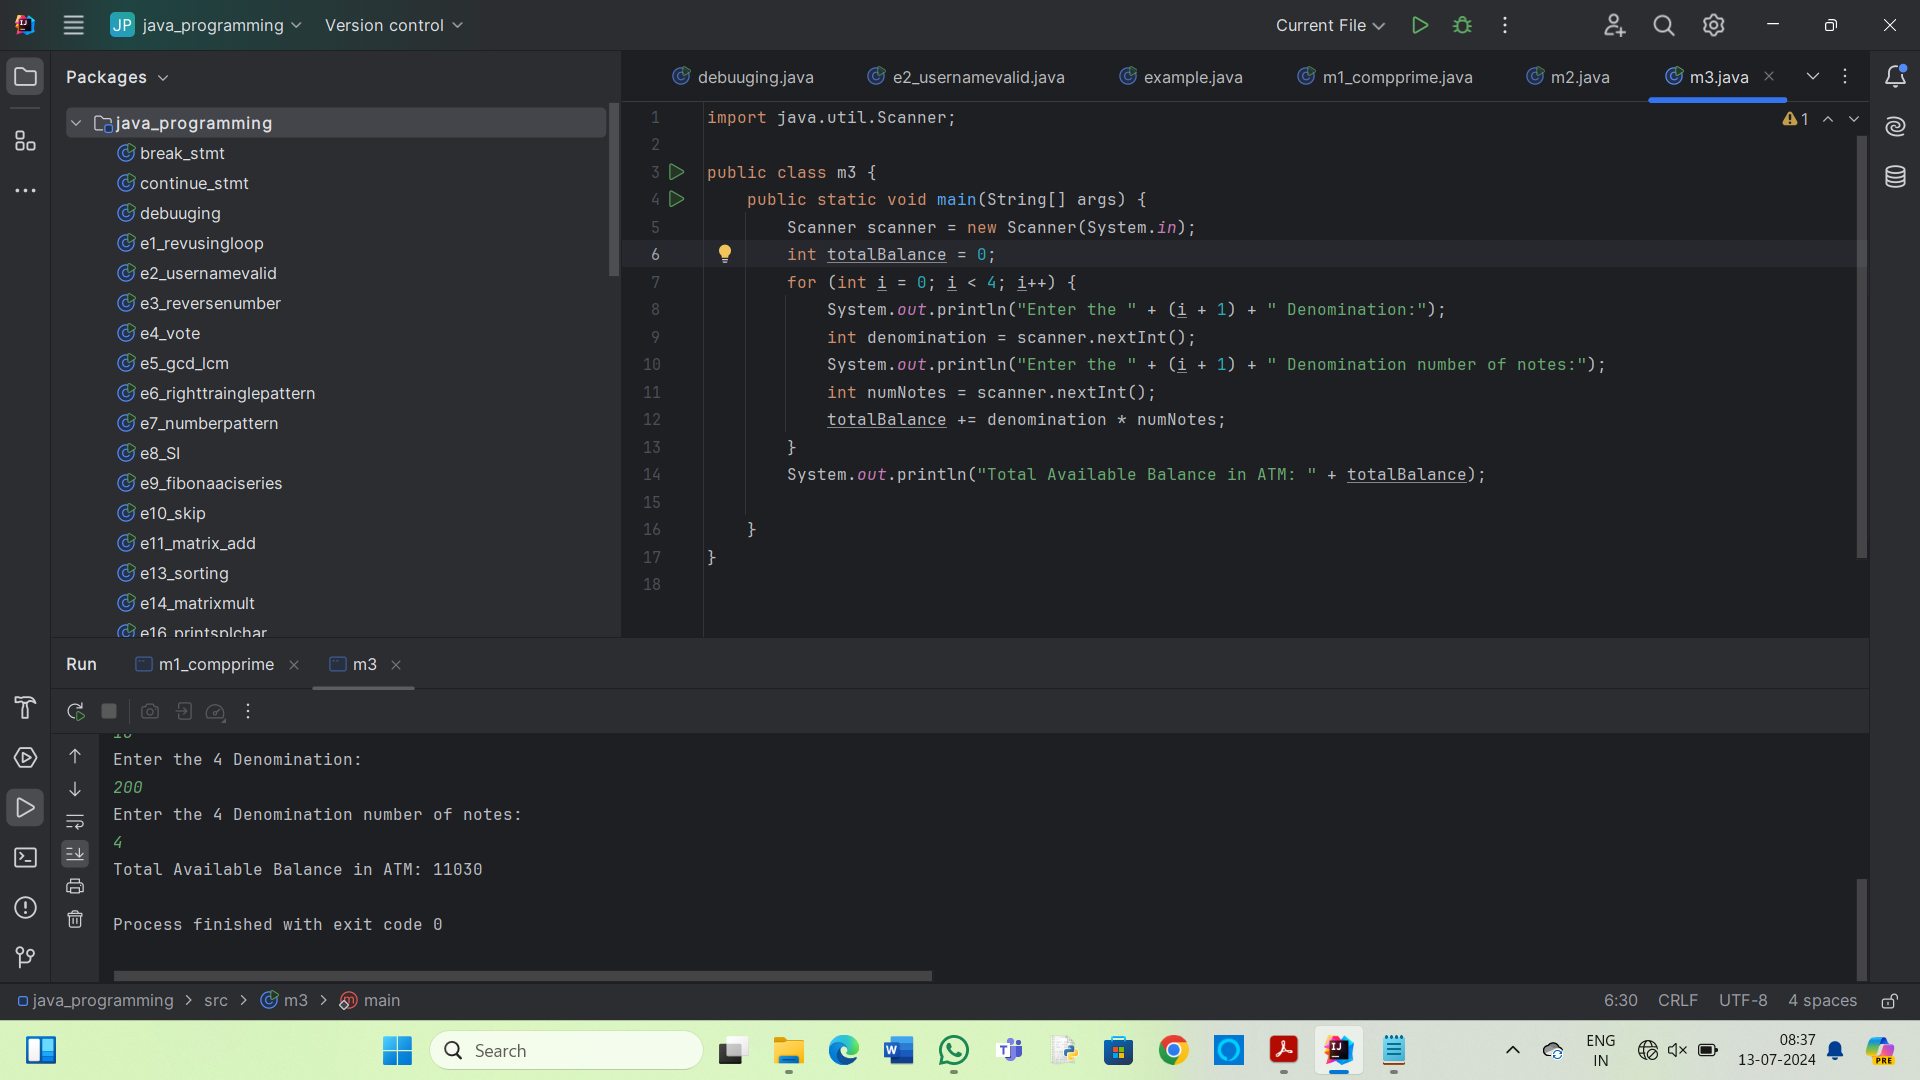 JP java_programming Version control Current File
Packages
debuuging.java e2_usernamevalid.java example.java m1_compprime.java m2.java m3.java
java_programming
break_stmt
continue_stmt
debuuging
e1_revusingloop
e2_usernamevalid
e3_reversenumber
e4_vote
e5_gcd_lcm
e6_righttrainglepattern
e7_numberpattern
e8_SI
e9_fibonaaciseries
e10_skip
e11_matrix_add
e13_sorting
e14_matrixmult
e16_printsplchar
1 import java.util.Scanner;
2
3 public class m3 {
4 public static void main(String[] args) {
5 Scanner scanner = new Scanner(System.in);
6 int totalBalance = 0;
7 for (int i = 0; i < 4; i++) {
8 System.out.println("Enter the " + (i + 1) + " Denomination:");
9 int denomination = scanner.nextInt();
10 System.out.println("Enter the " + (i + 1) + " Denomination number of notes:");
11 int numNotes = scanner.nextInt();
12 totalBalance += denomination * numNotes;
13 }
14 System.out.println("Total Available Balance in ATM: " + totalBalance);
15
16 }
17 }
18
1
Run m1_compprime m3
Enter the 4 Denomination:
200
Enter the 4 Denomination number of notes:
4
Total Available Balance in ATM: 11030
Process finished with exit code 0
java_programming > src > m3 > main 6:30 CRLF UTF-8 4 spaces
Search
ENG
IN
08:37
13-07-2024
PRE